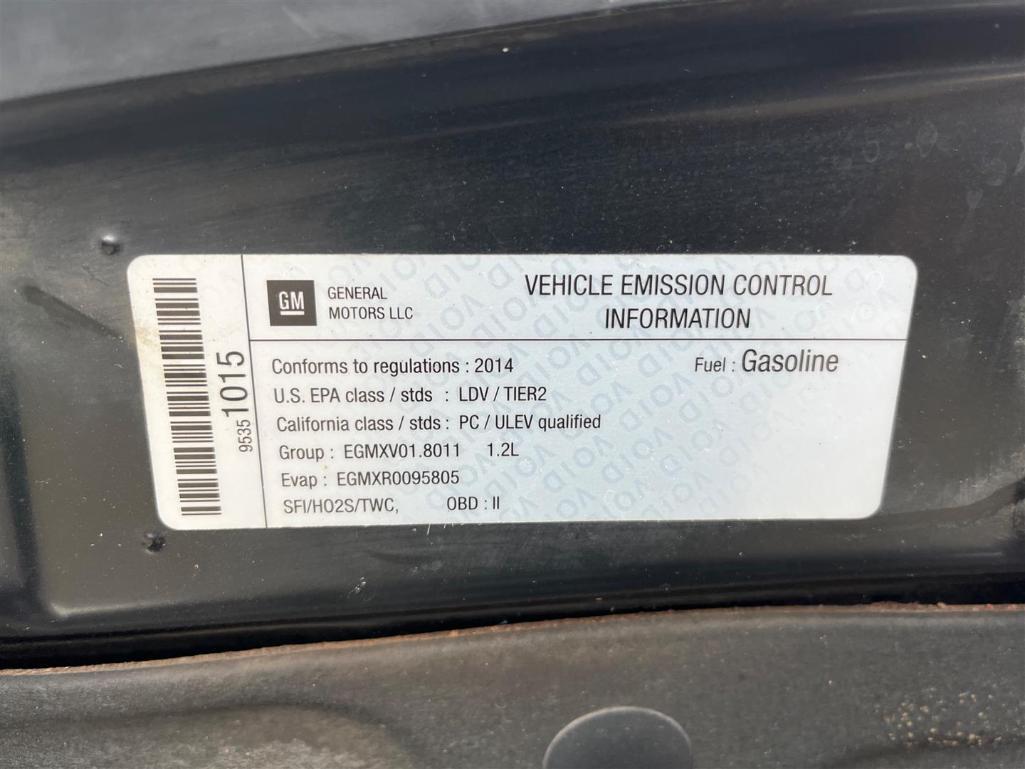 GM
GENERAL
MOTORS LLC
VEHICLE EMISSION CONTROL
INFORMATION
Conforms to regulations : 2014
Fuel : Gasoline
U.S. EPA class / stds : LDV / TIER2
California class / stds : PC / ULEV qualified
Group : EGMXV01.8011 1.2L
Evap : EGMXR0095805
SFI/HO2S/TWC, OBD : II
9535 1015